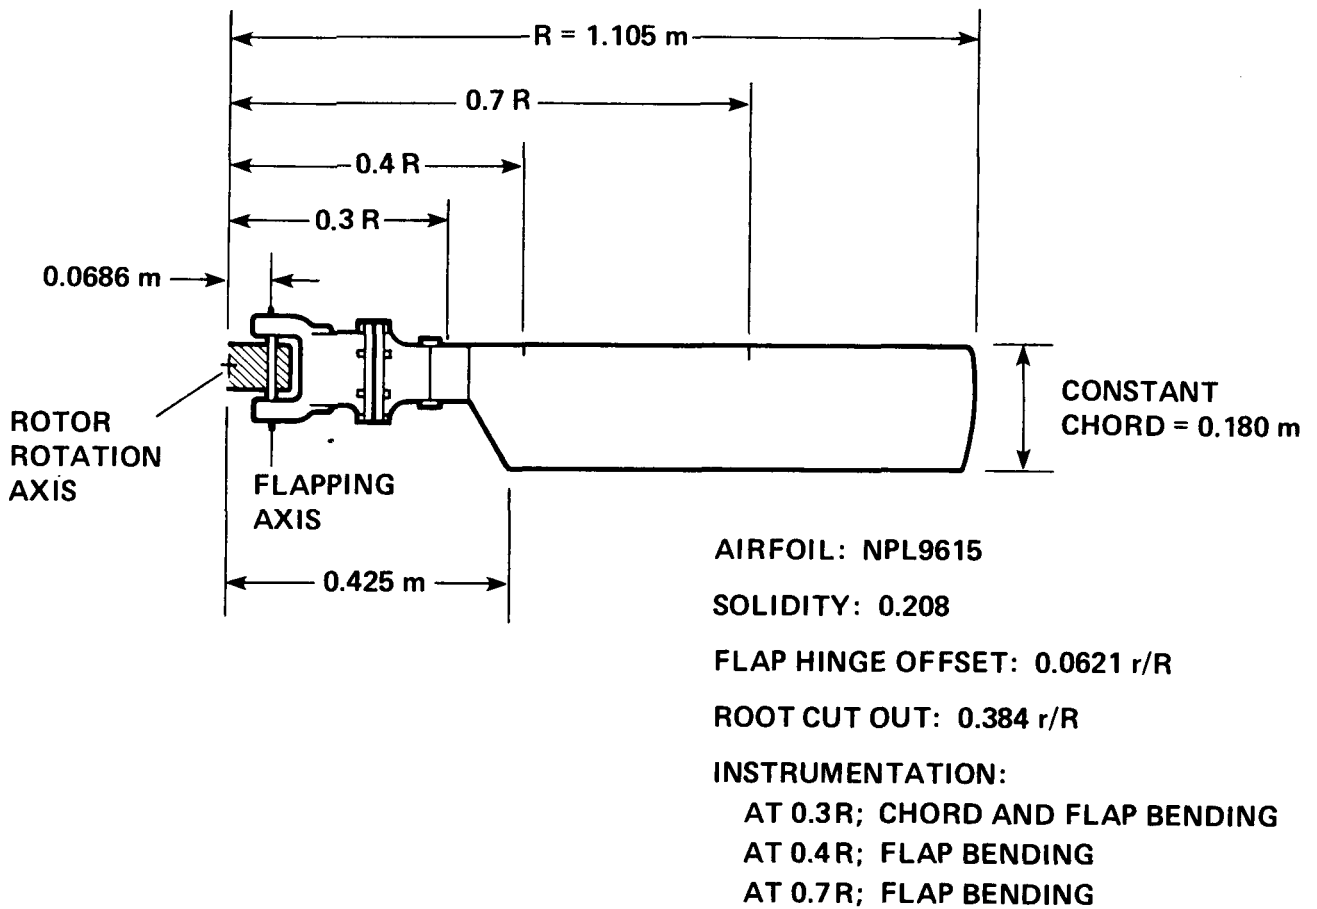 R = 1.105 m
0.7 R
0.4 R
0.3 R
0.0686 m
ROTOR
ROTATION
AXIS
FLAPPING
AXIS
0.425 m
CONSTANT
CHORD = 0.180 m
AIRFOIL: NPL9615
SOLIDITY: 0.208
FLAP HINGE OFFSET: 0.0621 r/R
ROOT CUT OUT: 0.384 r/R
INSTRUMENTATION:
AT 0.3R; CHORD AND FLAP BENDING
AT 0.4R; FLAP BENDING
AT 0.7R; FLAP BENDING